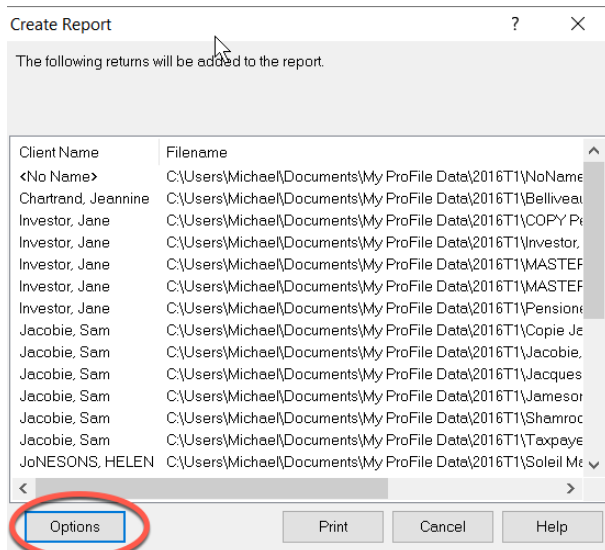 Create Report ? ×
The following returns will be added to the report.
Client Name Filename
<No Name> C:\Users\Michael\Documents\My ProFile Data\2016T1\NoName
Chartrand, Jeannine C:\Users\Michael\Documents\My ProFile Data\2016T1\Belliveau
Investor, Jane C:\Users\Michael\Documents\My ProFile Data\2016T1\COPY Pe
Investor, Jane C:\Users\Michael\Documents\My ProFile Data\2016T1\Investor,
Investor, Jane C:\Users\Michael\Documents\My ProFile Data\2016T1\MASTER
Investor, Jane C:\Users\Michael\Documents\My ProFile Data\2016T1\MASTER
Investor, Jane C:\Users\Michael\Documents\My ProFile Data\2016T1\Pensione
Jacobie, Sam C:\Users\Michael\Documents\My ProFile Data\2016T1\Copie Ja
Jacobie, Sam C:\Users\Michael\Documents\My ProFile Data\2016T1\Jacobie,
Jacobie, Sam C:\Users\Michael\Documents\My ProFile Data\2016T1\Jacques
Jacobie, Sam C:\Users\Michael\Documents\My ProFile Data\2016T1\Jameson
Jacobie, Sam C:\Users\Michael\Documents\My ProFile Data\2016T1\Shamroc
Jacobie, Sam C:\Users\Michael\Documents\My ProFile Data\2016T1\Taxpaye
JoNESONS, HELEN C:\Users\Michael\Documents\My ProFile Data\2016T1\Soleil Me
Options Print Cancel Help